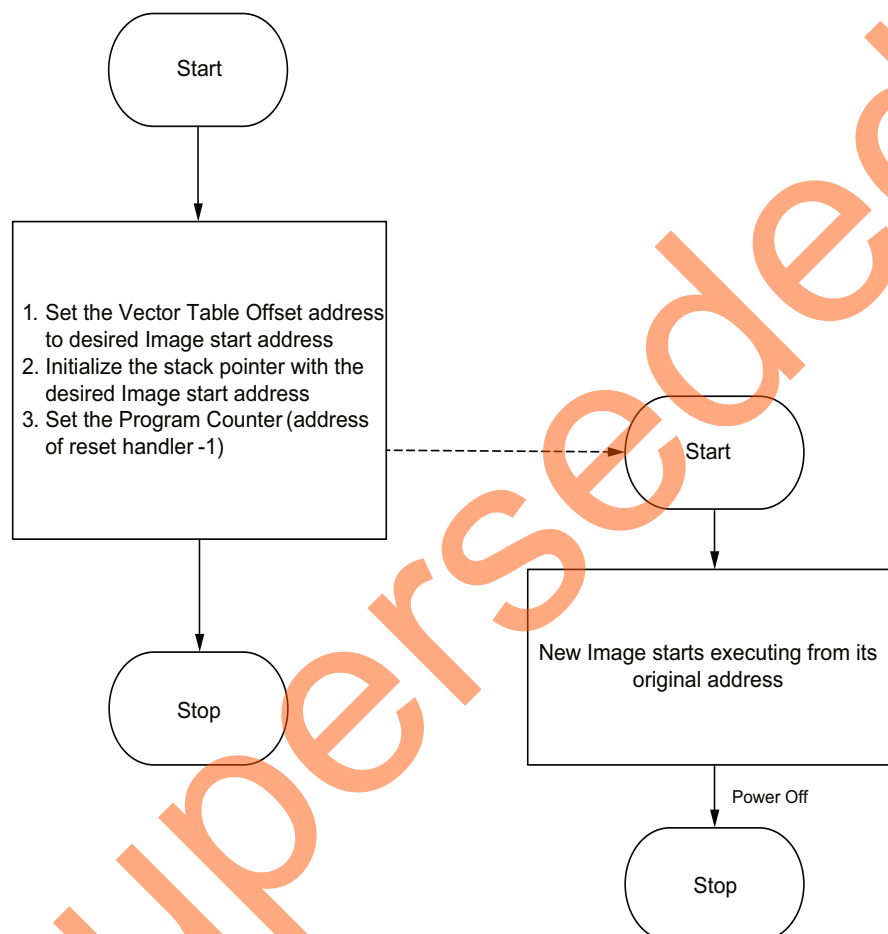 Start
1. Set the Vector Table Offset address
to desired Image start address
2. Initialize the stack pointer with the
desired Image start address
3. Set the Program Counter (address
of reset handler -1)
Stop
Start
New Image starts executing from its
original address
Power Off
Stop
uperseded